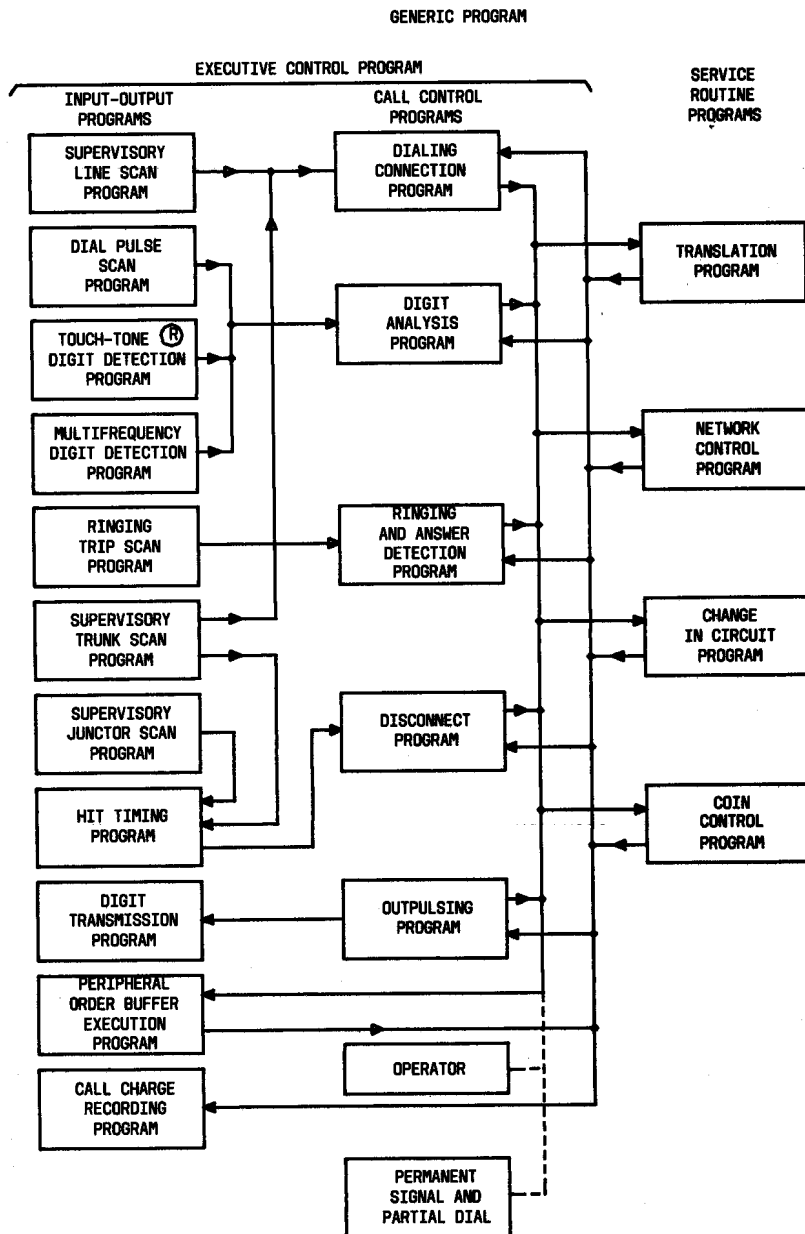 GENERIC PROGRAM
EXECUTIVE CONTROL PROGRAM
INPUT-OUTPUT
PROGRAMS
CALL CONTROL
PROGRAMS
SERVICE
ROUTINE
PROGRAMS
SUPERVISORY
LINE SCAN
PROGRAM
DIALING
CONNECTION
PROGRAM
DIAL PULSE
SCAN
PROGRAM
TRANSLATION
PROGRAM
DIGIT
ANALYSIS
PROGRAM
TOUCH-TONE ®
DIGIT DETECTION
PROGRAM
MULTIFREQUENCY
DIGIT DETECTION
PROGRAM
NETWORK
CONTROL
PROGRAM
RINGING
TRIP SCAN
PROGRAM
RINGING
AND ANSWER
DETECTION
PROGRAM
SUPERVISORY
TRUNK SCAN
PROGRAM
CHANGE
IN CIRCUIT
PROGRAM
SUPERVISORY
JUNCTOR SCAN
PROGRAM
DISCONNECT
PROGRAM
HIT TIMING
PROGRAM
COIN
CONTROL
PROGRAM
DIGIT
TRANSMISSION
PROGRAM
OUTPULSING
PROGRAM
PERIPHERAL
ORDER BUFFER
EXECUTION
PROGRAM
OPERATOR
CALL CHARGE
RECORDING
PROGRAM
PERMANENT
SIGNAL AND
PARTIAL DIAL